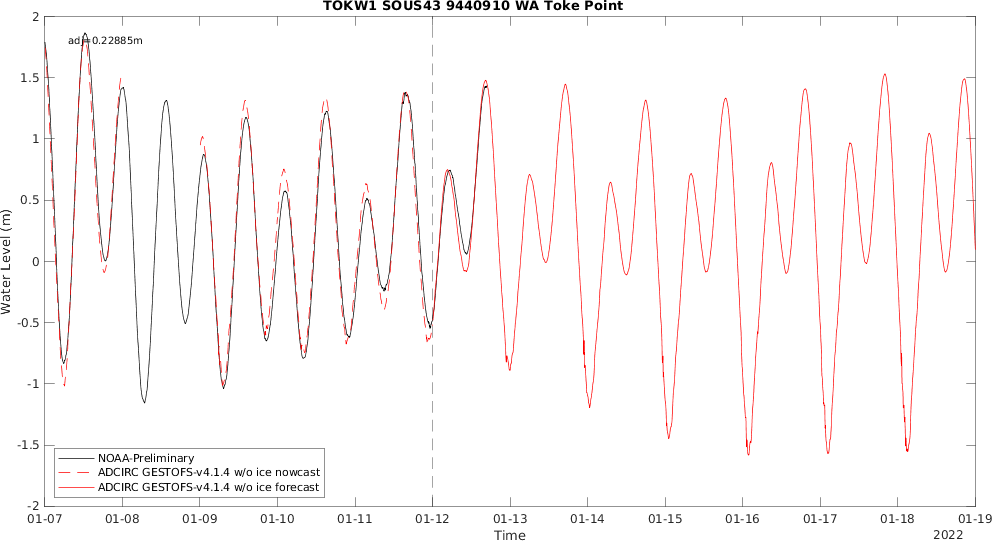 TOKW1 SOUS43 9440910 WA Toke Point
adj=0.22885m
2
1.5
1
0.5
0
-0.5
-1
-1.5
-2
Water Level (m)
NOAA-Preliminary
ADCIRC GESTOFS-v4.1.4 w/o ice nowcast
ADCIRC GESTOFS-v4.1.4 w/o ice forecast
01-07 01-08 01-09 01-10 01-11 01-12 01-13 01-14 01-15 01-16 01-17 01-18 01-19
Time
2022